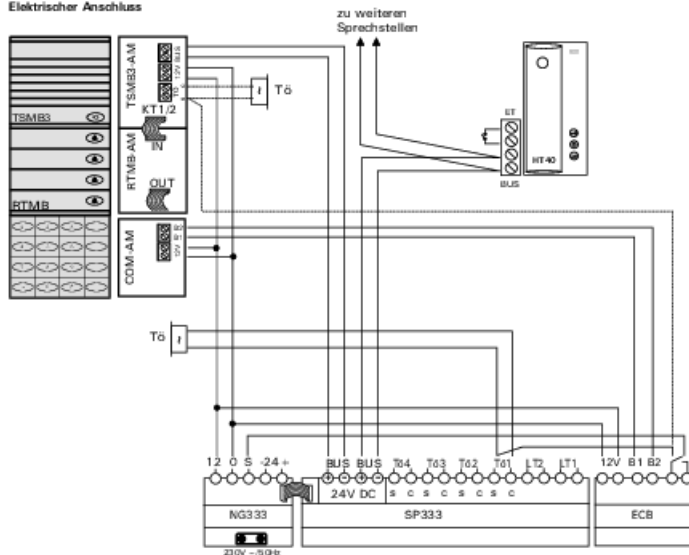 Elektrischer Anschluss
zu weiteren
Sprechstellen
TSMB3
RTMB
TSMB3-AM
BUS
12V
TÖ
KT1/2
Tö
RTMB-AM
IN
OUT
COM-AM
B2
B1
12V
ET
HT40
BUS
Tö
12 0 S -24+
BUS BUS Tö4 Tö3 Tö2 Tö1 LT2 LT1
12V B1 B2
24V DC
S C S C S C S C
NG333
SP333
ECB
230V ~/50Hz